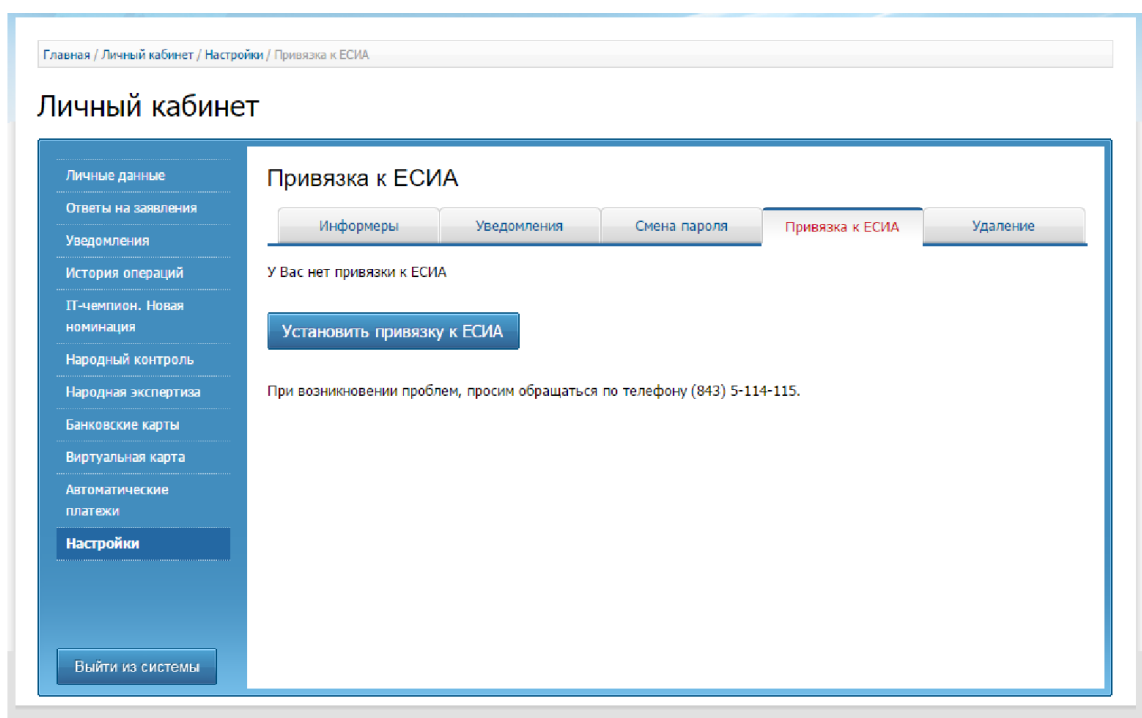 Главная / Личный кабинет / Настройки / Привязка к ЕСИА
Личный кабинет
Личные данные
Ответы на заявления
Уведомления
История операций
IT-чемпион. Новая
номинация
Народный контроль
Народная экспертиза
Банковские карты
Виртуальная карта
Автоматические
платежи
Настройки
Выйти из системы
Привязка к ЕСИА
Информеры Уведомления Смена пароля Привязка к ЕСИА Удаление
У Вас нет привязки к ЕСИА
Установить привязку к ЕСИА
При возникновении проблем, просим обращаться по телефону (843) 5-114-115.